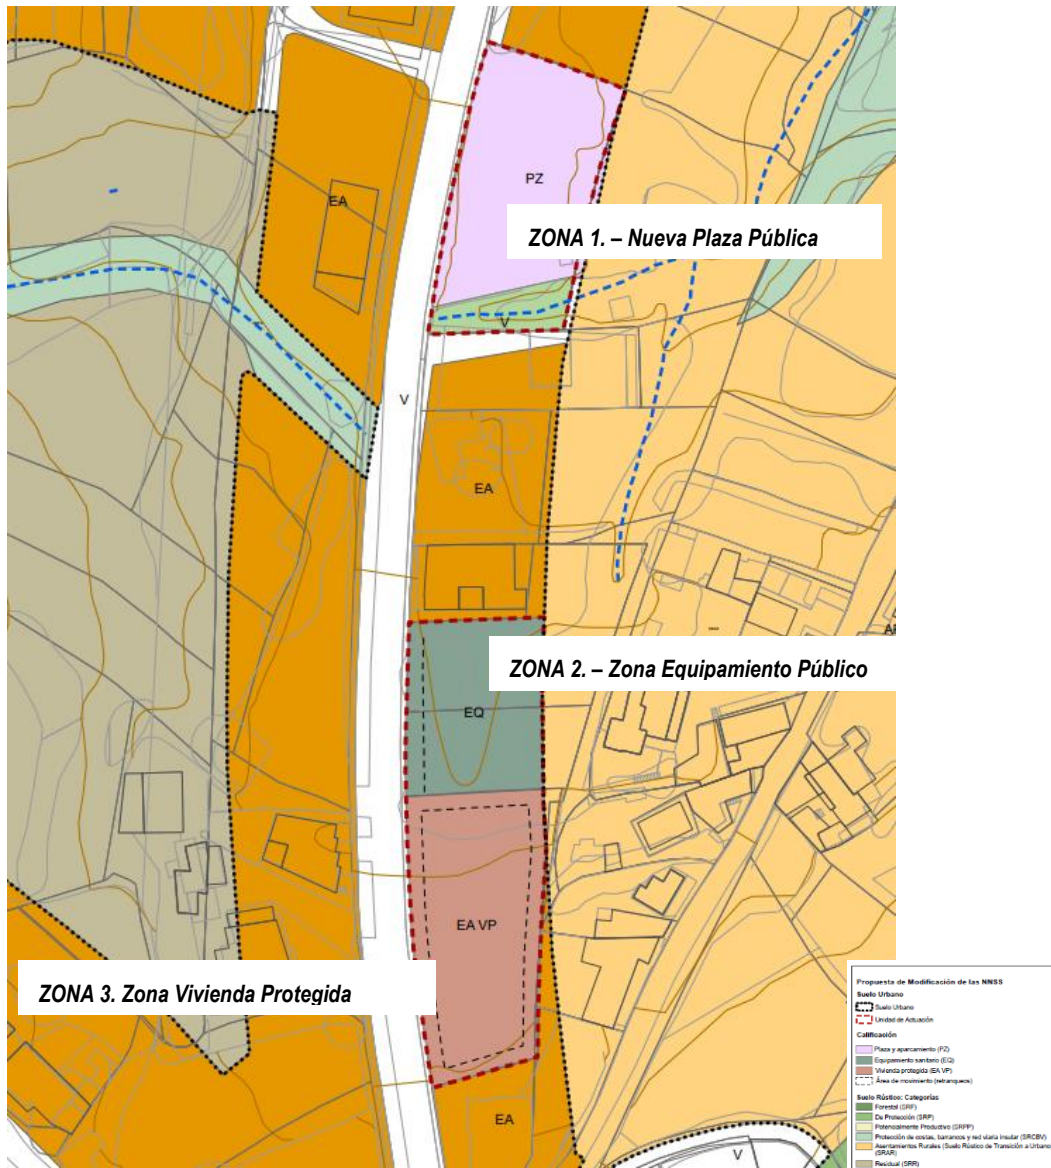 PZ
EA
ZONA 1. – Nueva Plaza Pública
V
V
EA
ZONA 2. – Zona Equipamiento Público
EQ
EA VP
ZONA 3. Zona Vivienda Protegida
EA
V
Propuesta de Modificación de las NNSS
Suelo Urbano
Suelo Urbano
Unidad de Actuación
Calificación
Plaza y aparcamiento (PZ)
Equipamiento sanitario (EQ)
Vivienda protegida (EA VP)
Área de movimiento (retranqueos)
Suelo Rústico: Categorías
Forestal (SRF)
De Protección (SRP)
Potencialmente Productivo (SRPP)
Protección de costas, barrancos y red viaria insular (SRCBV)
Asentamientos Rurales (Suelo Rústico de Transición a Urbano
(SRAR)
Residual (SRR)